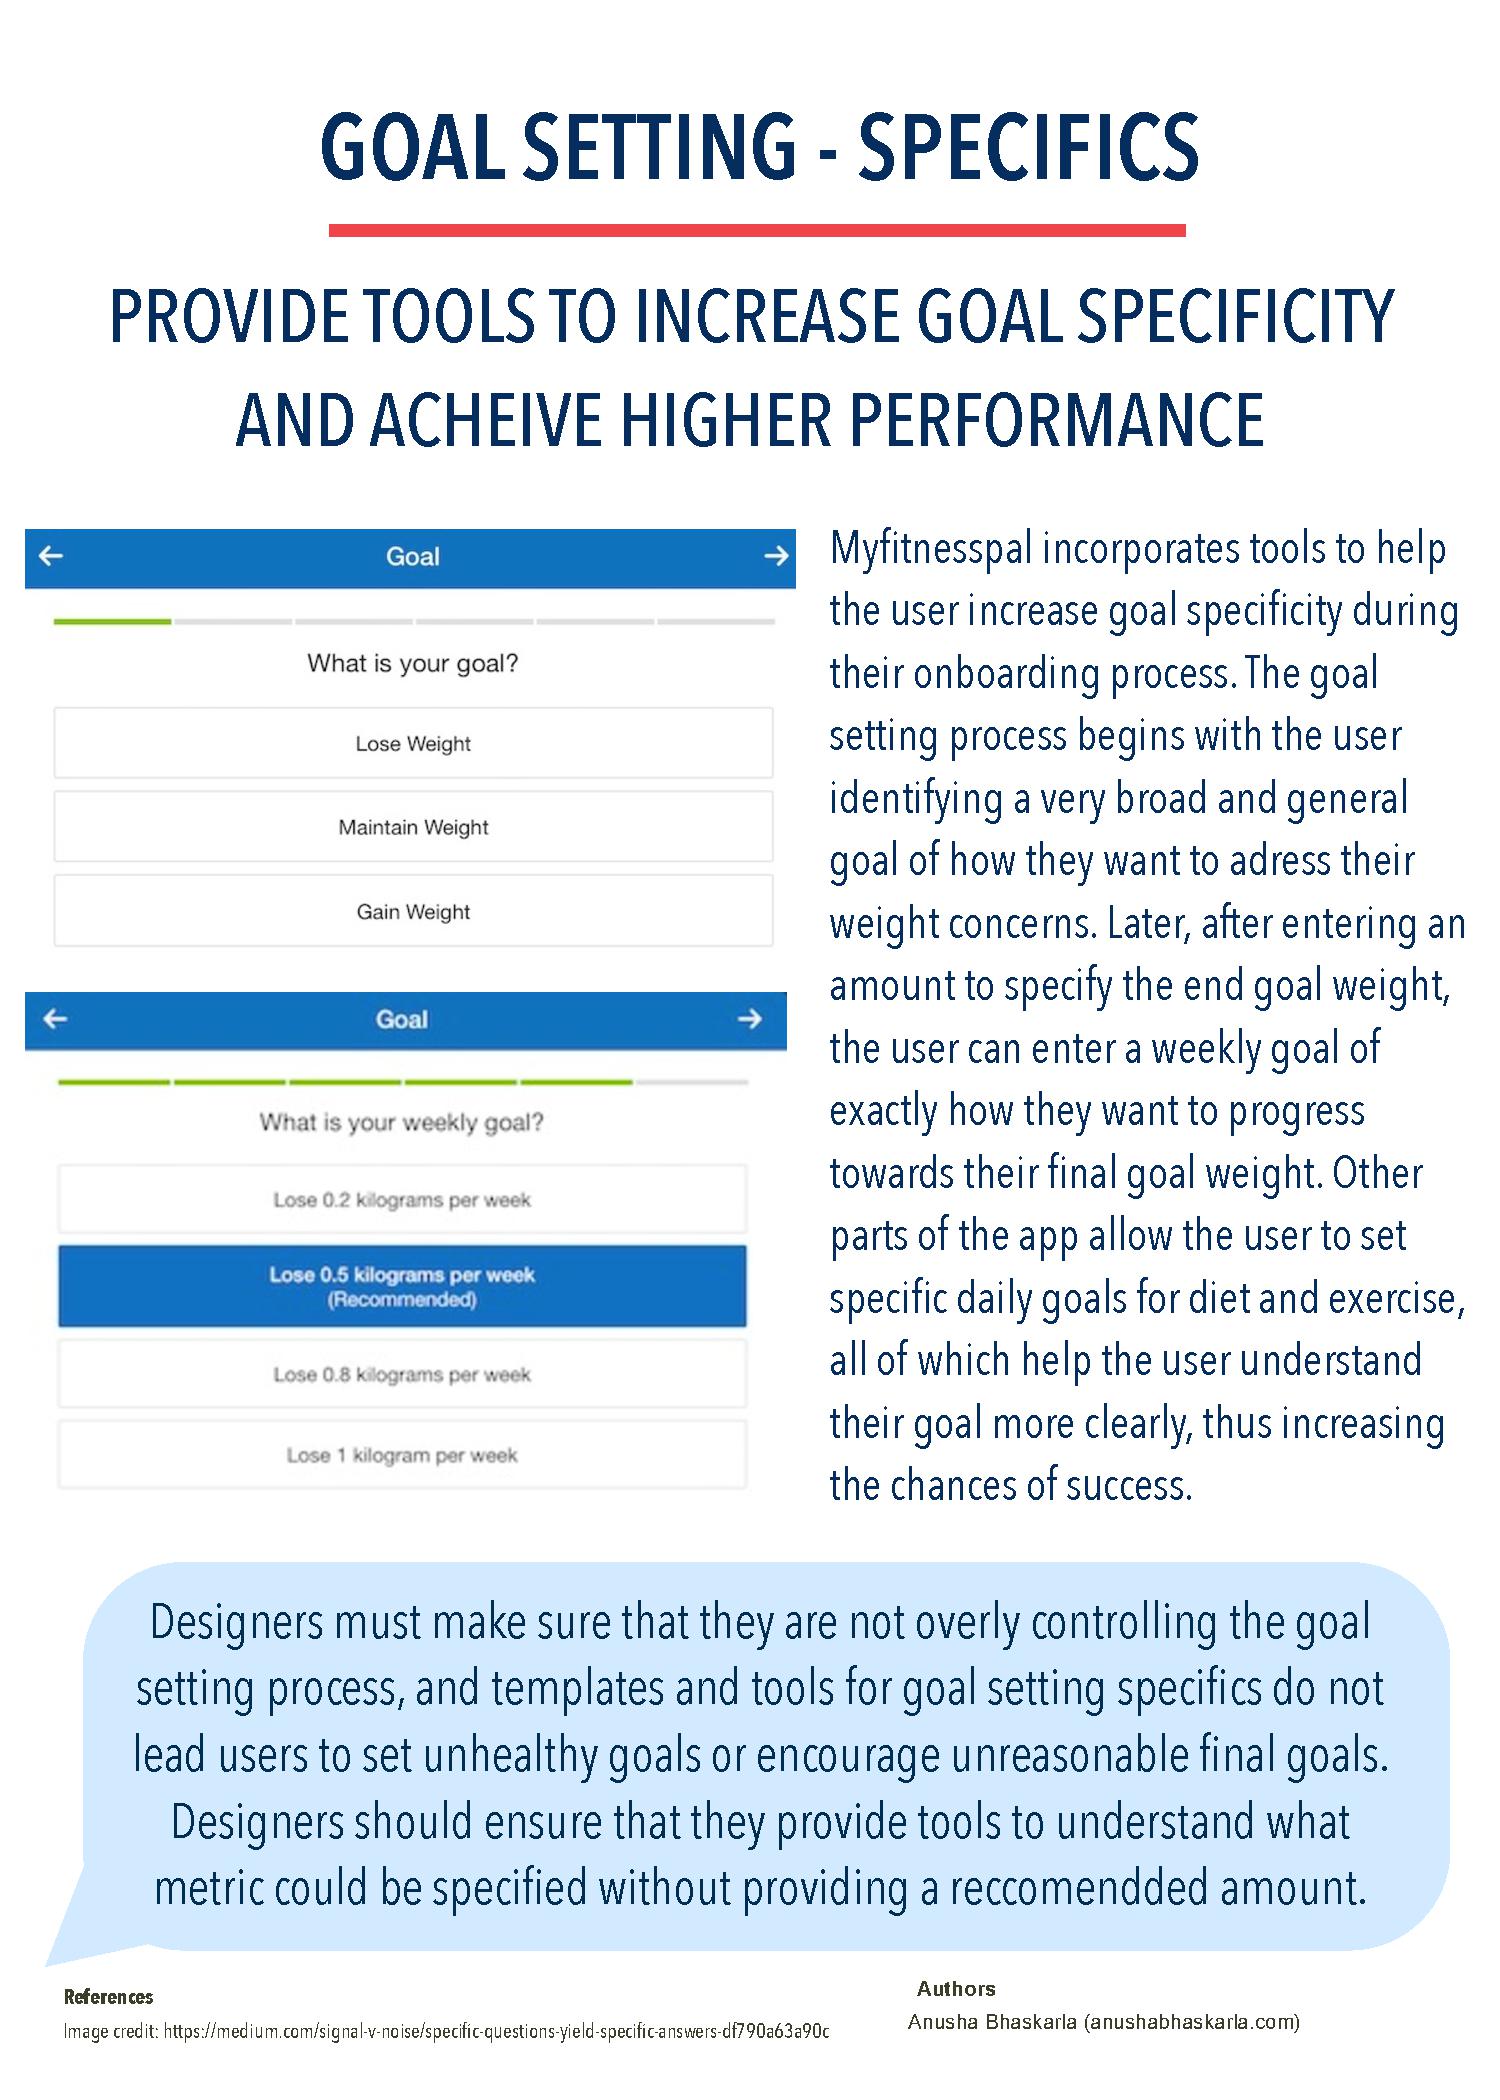 GOAL SETTING - SPECIFICS
PROVIDE TOOLS TO INCREASE GOAL SPECIFICITY
AND ACHEIVE HIGHER PERFORMANCE
← Goal →
What is your goal?
Lose Weight
Maintain Weight
Gain Weight
← Goal →
What is your weekly goal?
Lose 0.2 kilograms per week
Lose 0.5 kilograms per week
(Recommended)
Lose 0.8 kilograms per week
Lose 1 kilogram per week
Myfitnesspal incorporates tools to help
the user increase goal specificity during
their onboarding process. The goal
setting process begins with the user
identifying a very broad and general
goal of how they want to adress their
weight concerns. Later, after entering an
amount to specify the end goal weight,
the user can enter a weekly goal of
exactly how they want to progress
towards their final goal weight. Other
parts of the app allow the user to set
specific daily goals for diet and exercise,
all of which help the user understand
their goal more clearly, thus increasing
the chances of success.
Designers must make sure that they are not overly controlling the goal
setting process, and templates and tools for goal setting specifics do not
lead users to set unhealthy goals or encourage unreasonable final goals.
Designers should ensure that they provide tools to understand what
metric could be specified without providing a reccomendded amount.
References
Image credit: https://medium.com/signal-v-noise/specific-questions-yield-specific-answers-df790a63a90c
Authors
Anusha Bhaskarla (anushabhaskarla.com)